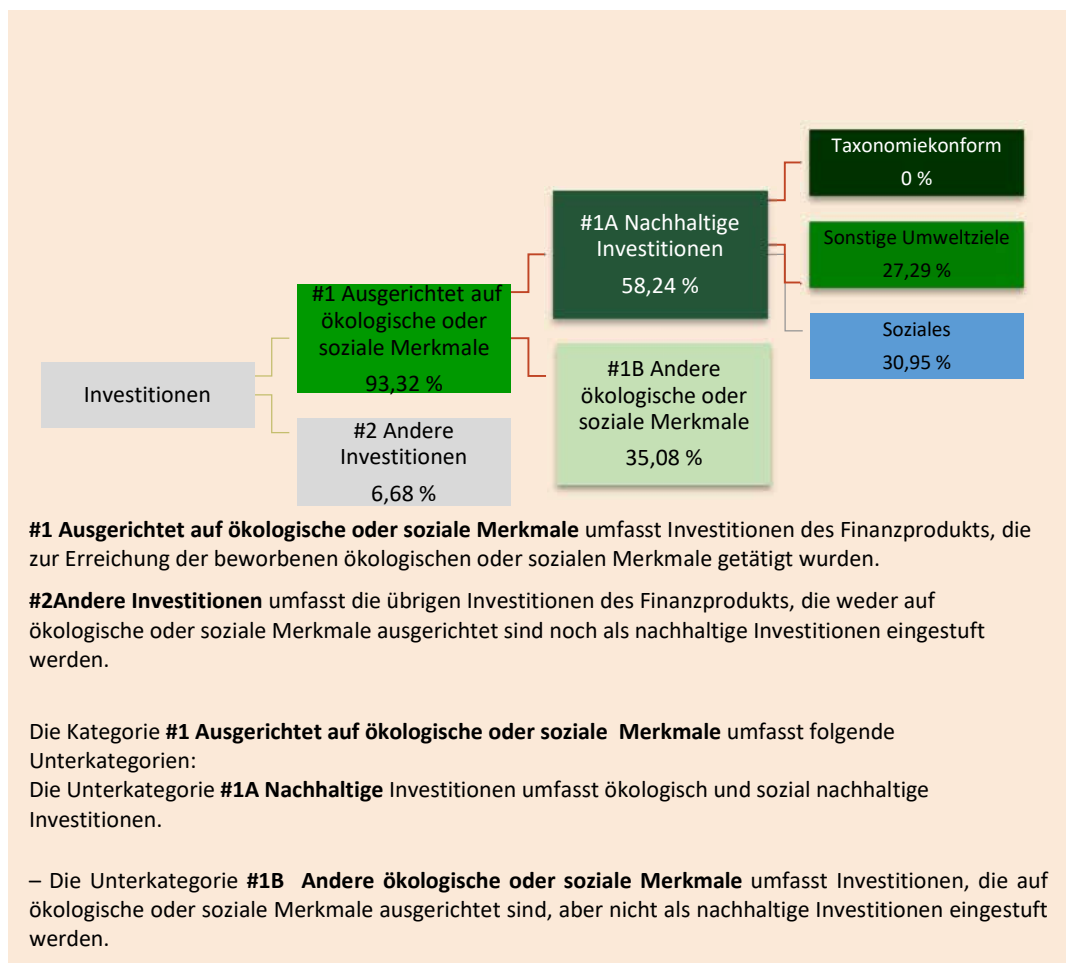 Investitionen
#1 Ausgerichtet auf
ökologische oder
soziale Merkmale
93,32 %
#2 Andere
Investitionen
6,68 %
#1A Nachhaltige
Investitionen
58,24 %
#1B Andere
ökologische oder
soziale Merkmale
35,08 %
Taxonomiekonform
0 %
Sonstige Umweltziele
27,29 %
Soziales
30,95 %
#1 Ausgerichtet auf ökologische oder soziale Merkmale umfasst Investitionen des Finanzprodukts, die
zur Erreichung der beworbenen ökologischen oder sozialen Merkmale getätigt wurden.
#2Andere Investitionen umfasst die übrigen Investitionen des Finanzprodukts, die weder auf
ökologische oder soziale Merkmale ausgerichtet sind noch als nachhaltige Investitionen eingestuft
werden.
Die Kategorie #1 Ausgerichtet auf ökologische oder soziale Merkmale umfasst folgende
Unterkategorien:
Die Unterkategorie #1A Nachhaltige Investitionen umfasst ökologisch und sozial nachhaltige
Investitionen.
– Die Unterkategorie #1B Andere ökologische oder soziale Merkmale umfasst Investitionen, die auf
ökologische oder soziale Merkmale ausgerichtet sind, aber nicht als nachhaltige Investitionen eingestuft
werden.